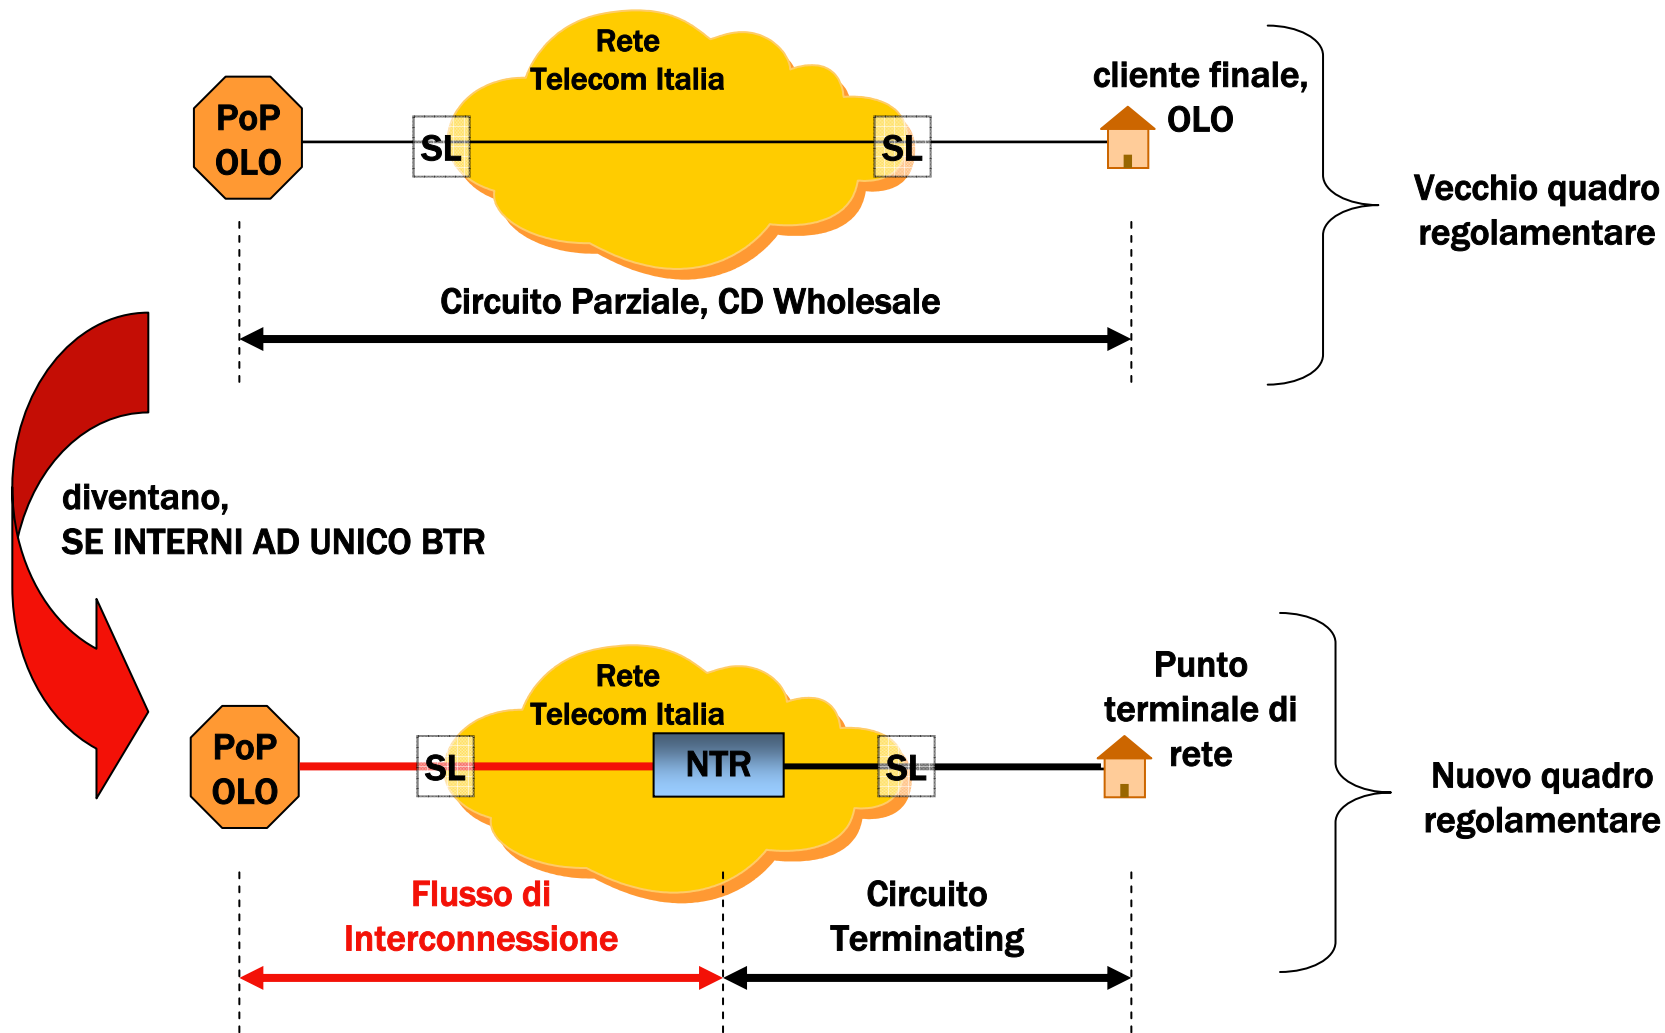 Rete
Telecom Italia
cliente finale,
OLO
PoP
OLO
SL
SL
Vecchio quadro
regolamentare
Circuito Parziale, CD Wholesale
diventano,
SE INTERNI AD UNICO BTR
Rete
Telecom Italia
Punto
terminale di
rete
PoP
OLO
SL
NTR
SL
Nuovo quadro
regolamentare
Flusso di
Interconnessione
Circuito
Terminating